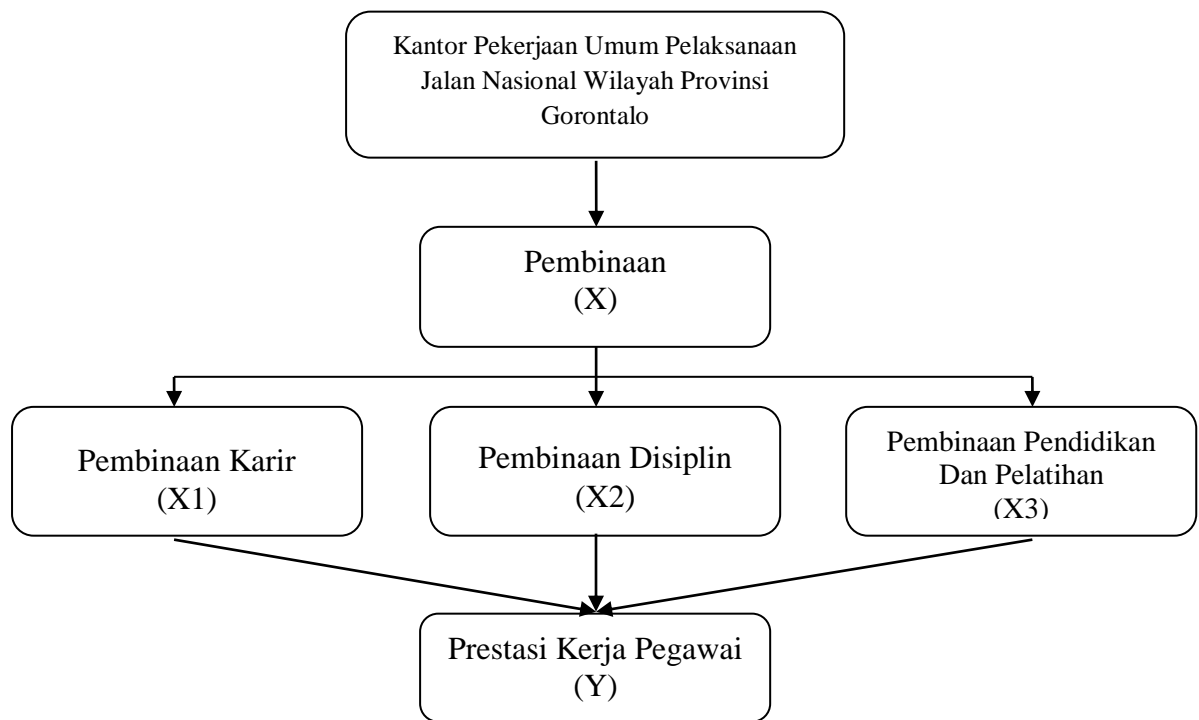 Kantor Pekerjaan Umum Pelaksanaan
Jalan Nasional Wilayah Provinsi
Gorontalo
Pembinaan
(X)
Pembinaan Karir
(X1)
Pembinaan Disiplin
(X2)
Pembinaan Pendidikan
Dan Pelatihan
(X3)
Prestasi Kerja Pegawai
(Y)